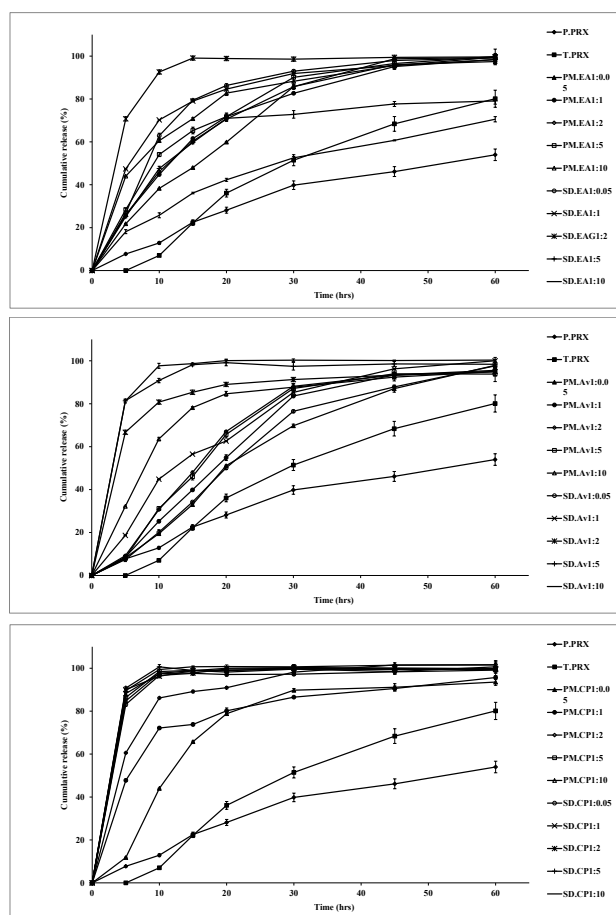 100
80
60
40
20
0
0
10
20
30
40
50
60
Cumulative release (%)
Time (hrs)
P.PRX
T.PRX
PM.EA1:0.0
5
PM.EA1:1
PM.EA1:2
PM.EA1:5
PM.EA1:10
SD.EA1:0.05
SD.EA1:1
SD.EAG1:2
SD.EA1:5
SD.EA1:10
100
80
60
40
20
0
0
10
20
30
40
50
60
Cumulative release (%)
Time (hrs)
P.PRX
T.PRX
PM.Av1:0.0
5
PM.Av1:1
PM.Av1:2
PM.Av1:5
PM.Av1:10
SD.Av1:0.05
SD.Av1:1
SD.Av1:2
SD.Av1:5
SD.Av1:10
100
80
60
40
20
0
0
10
20
30
40
50
60
Cumulative release (%)
Time (hrs)
P.PRX
T.PRX
PM.CP1:0.0
5
PM.CP1:1
PM.CP1:2
PM.CP1:5
PM.CP1:10
SD.CP1:0.05
SD.CP1:1
SD.CP1:2
SD.CP1:5
SD.CP1:10